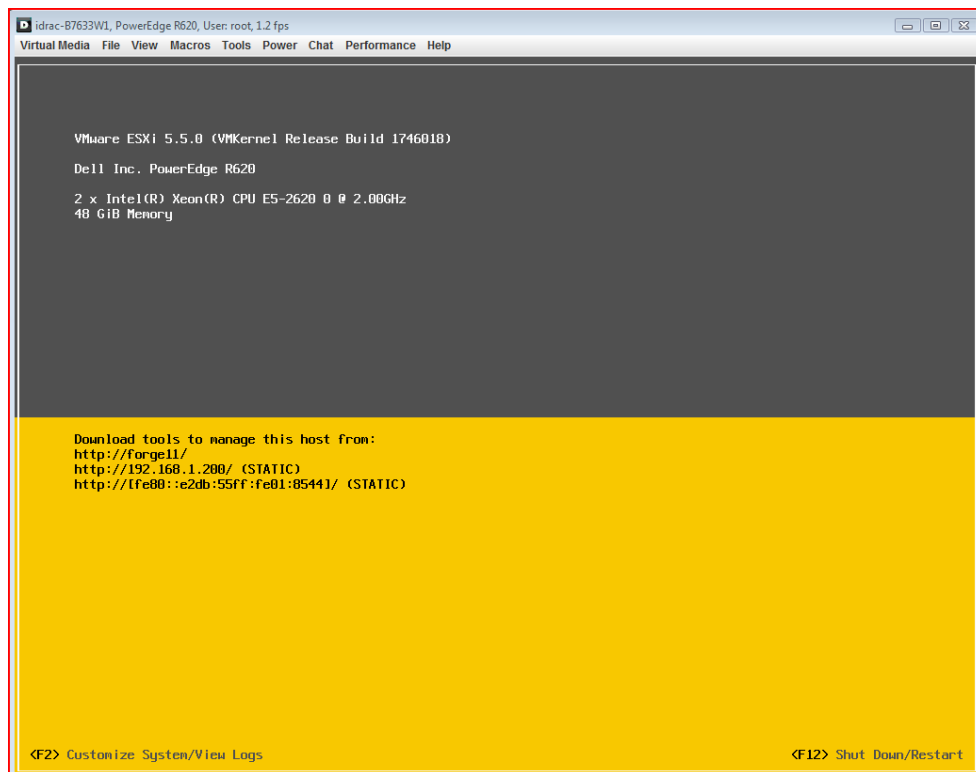 idrac-B7633W1, PowerEdge R620, User: root, 1.2 fps
Virtual Media File View Macros Tools Power Chat Performance Help
VMware ESXi 5.5.0 (VMKernel Release Build 1746018)
Dell Inc. PowerEdge R620
2 x Intel(R) Xeon(R) CPU E5-2620 0 @ 2.00GHz
48 GiB Memory
Download tools to manage this host from:
http://forge11/
http://192.168.1.200/ (STATIC)
http://[fe80::e2db:55ff:fe01:8544]/ (STATIC)
<F2> Customize System/View Logs
<F12> Shut Down/Restart